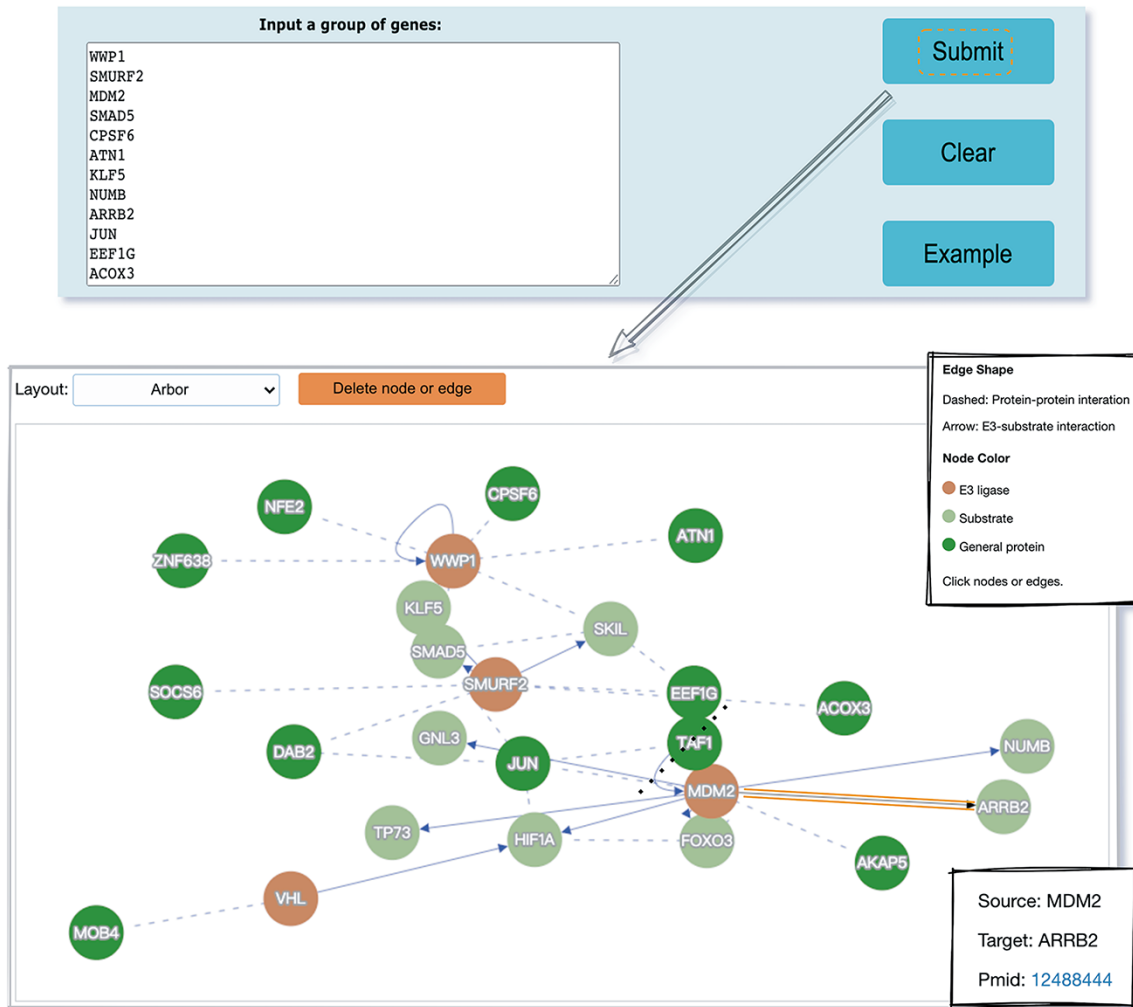 Input a group of genes:
WWP1
SMURF2
MDM2
SMAD5
CPSF6
ATN1
KLF5
NUMB
ARRB2
JUN
EEF1G
ACOX3
Submit
Clear
Example
Layout:
Arbor
Delete node or edge
Edge Shape
Dashed: Protein-protein interation
Arrow: E3-substrate interaction
Node Color
E3 ligase
Substrate
General protein
Click nodes or edges.
NFE2
CPSF6
ATN1
ZNF638
WWP1
KLF5
SKIL
SMAD5
SMURF2
SOCS6
EEF1G
ACOX3
GNL3
TAF1
DAB2
JUN
NUMB
MDM2
ARRB2
TP73
HIF1A
FOXO3
AKAP5
VHL
MOB4
Source: MDM2
Target: ARRB2
Pmid: 12488444